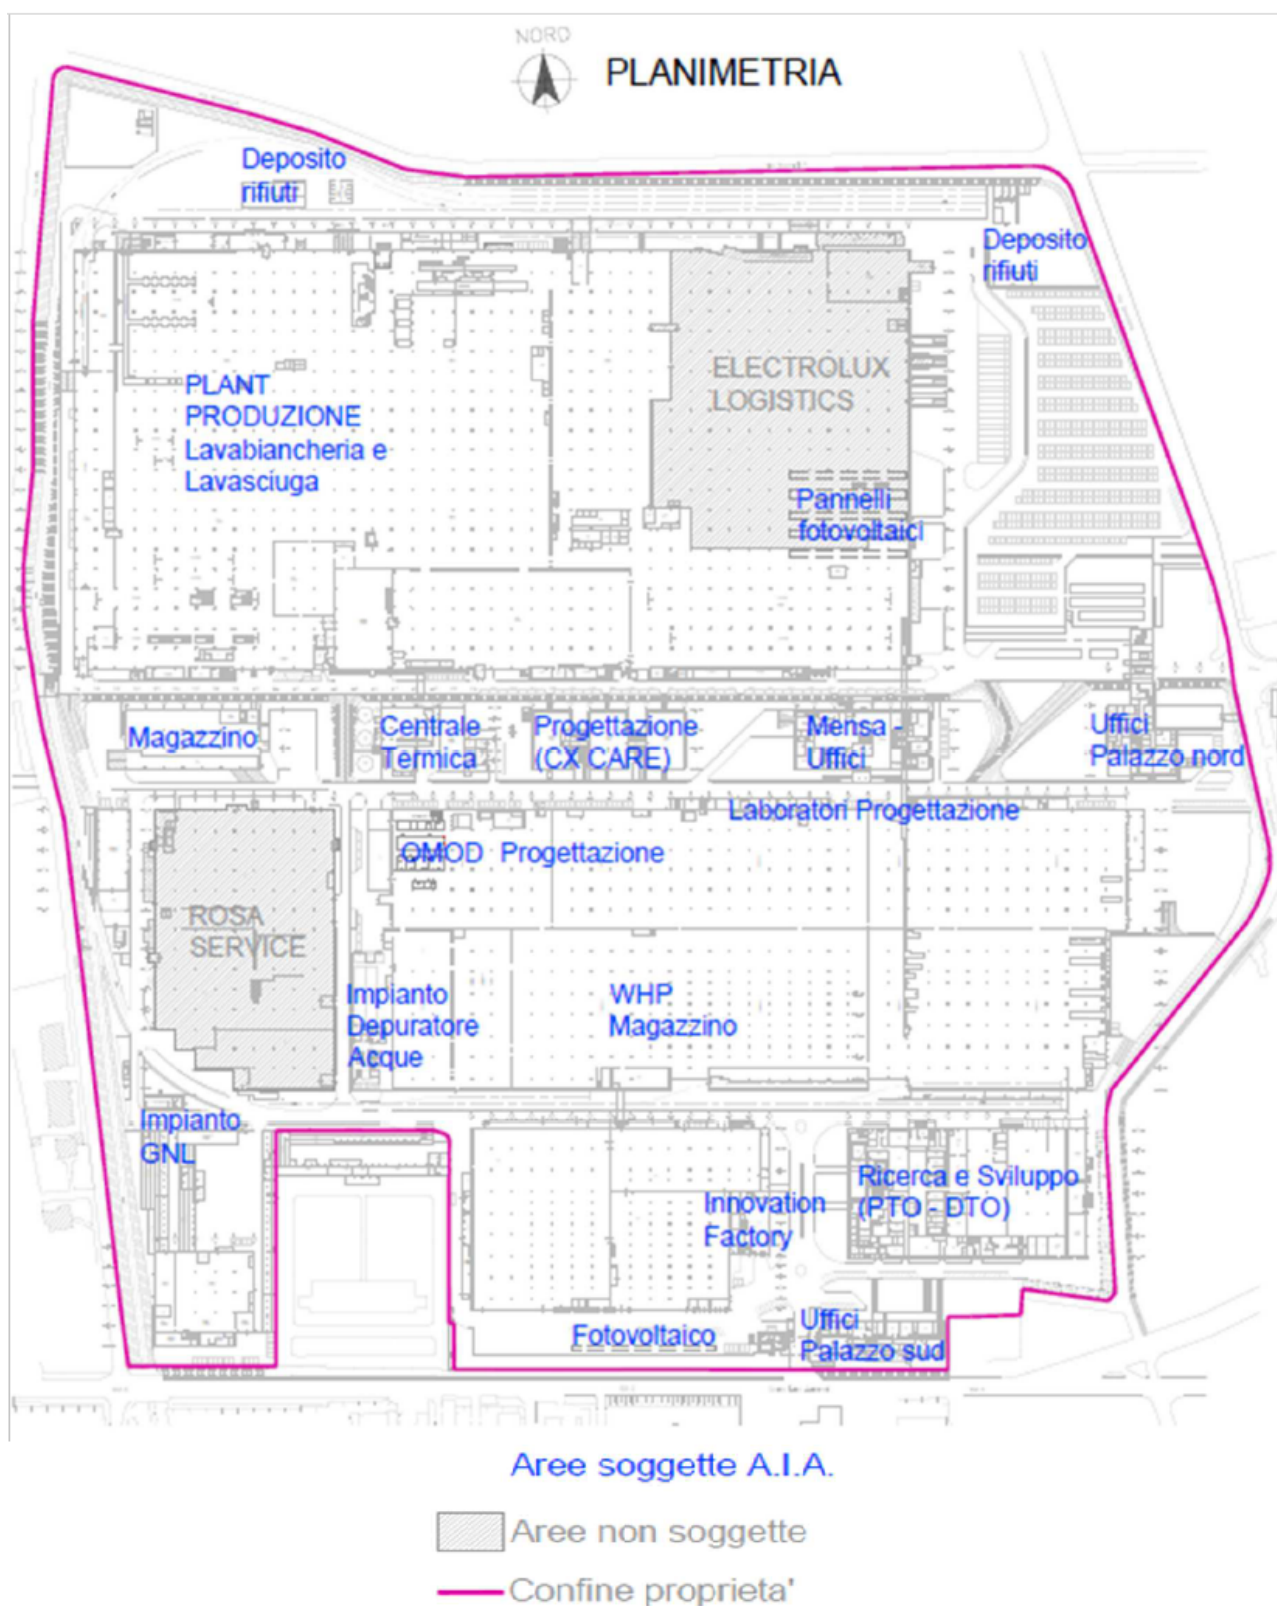 NORD
PLANIMETRIA
Deposito
rifiuti
Deposito
rifiuti
ELECTROLUX
LOGISTICS
PLANT
PRODUZIONE
Lavabiancheria e
Lavasciuga
Pannelli
fotovoltaici
Magazzino
Centrale
Termica
Progettazione
(CX CARE)
Mensa -
Uffici
Uffici
Palazzo nord
Laboratori Progettazione
QMOD Progettazione
ROSA
SERVICE
Impianto
Depuratore
Acque
WHP
Magazzino
Impianto
GNL
Innovation
Factory
Ricerca e Sviluppo
(PTO - DTO)
Fotovoltaico
Uffici
Palazzo sud
Aree soggette A.I.A.
Aree non soggette
Confine proprieta'